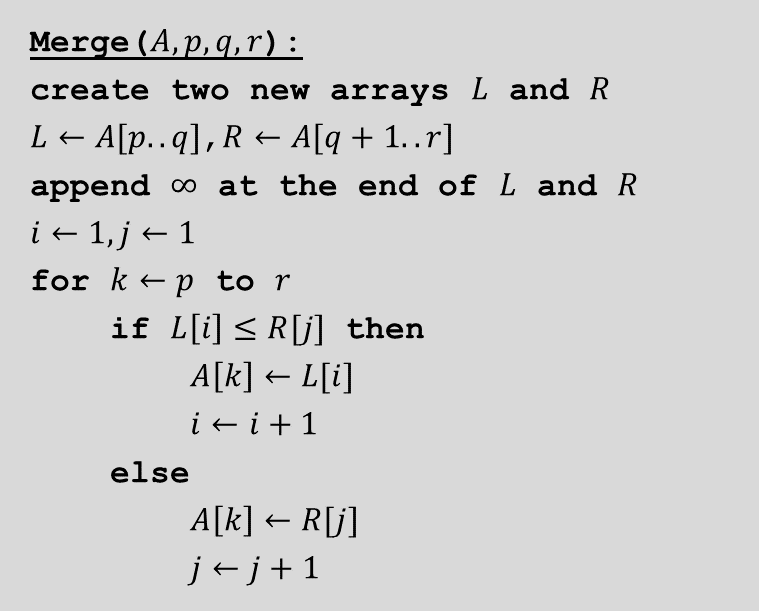 Merge(A,p,q,r):
create two new arrays L and R
L ← A[p..q], R ← A[q + 1..r]
append ∞ at the end of L and R
i ← 1, j ← 1
for k ← p to r
if L[i] ≤ R[j] then
A[k] ← L[i]
i ← i + 1
else
A[k] ← R[j]
j ← j + 1